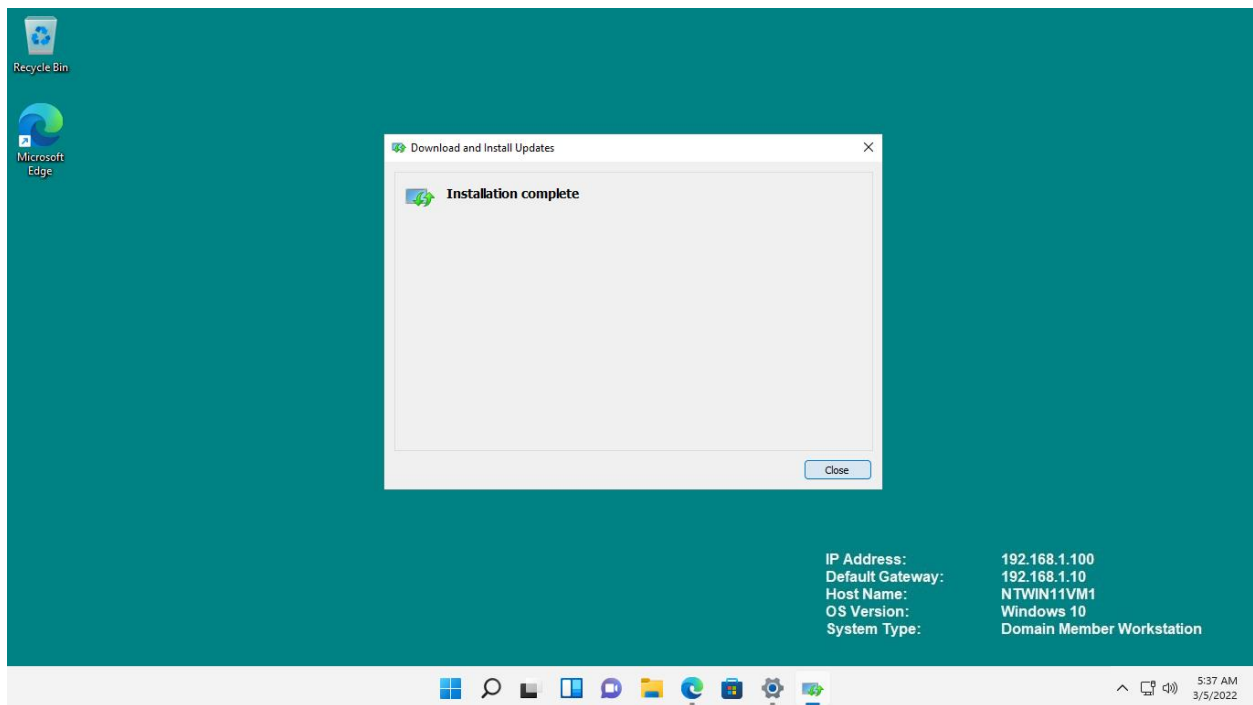 Recycle Bin
Microsoft
Edge
Download and Install Updates
Installation complete
Close
IP Address: 192.168.1.100
Default Gateway: 192.168.1.10
Host Name: NTWIN11VM1
OS Version: Windows 10
System Type: Domain Member Workstation
5:37 AM
3/5/2022